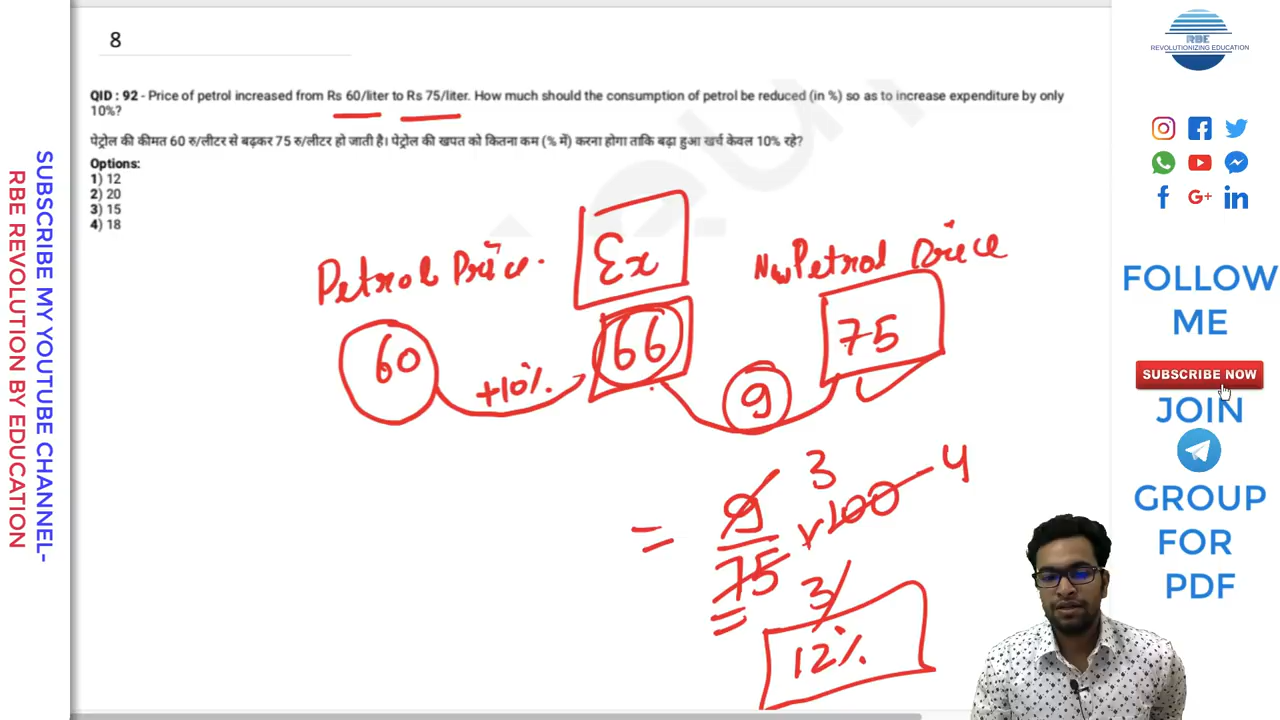 8
QID : 92 - Price of petrol increased from Rs 60/liter to Rs 75/liter. How much should the consumption of petrol be reduced (in %) so as to increase expenditure by only
10%?
पेट्रोल की कीमत 60 रु/लीटर से बढ़कर 75 रु/लीटर हो जाती है। पेट्रोल की खपत को कितना कम (% में) करना होगा ताकि बढ़ा हुआ खर्च केवल 10% रहे?
Options:
1) 12
2) 20
3) 15
4) 18
Petrol Price.
Ex
New Petrol Price
60
+10%
66
9
75
= 9/75 x 100
3
4
3
12%
SUBSCRIBE MY YOUTUBE CHANNEL-
RBE REVOLUTION BY EDUCATION
RBE
REVOLUTIONIZING EDUCATION
FOLLOW
ME
SUBSCRIBE NOW
JOIN
GROUP
FOR
PDF